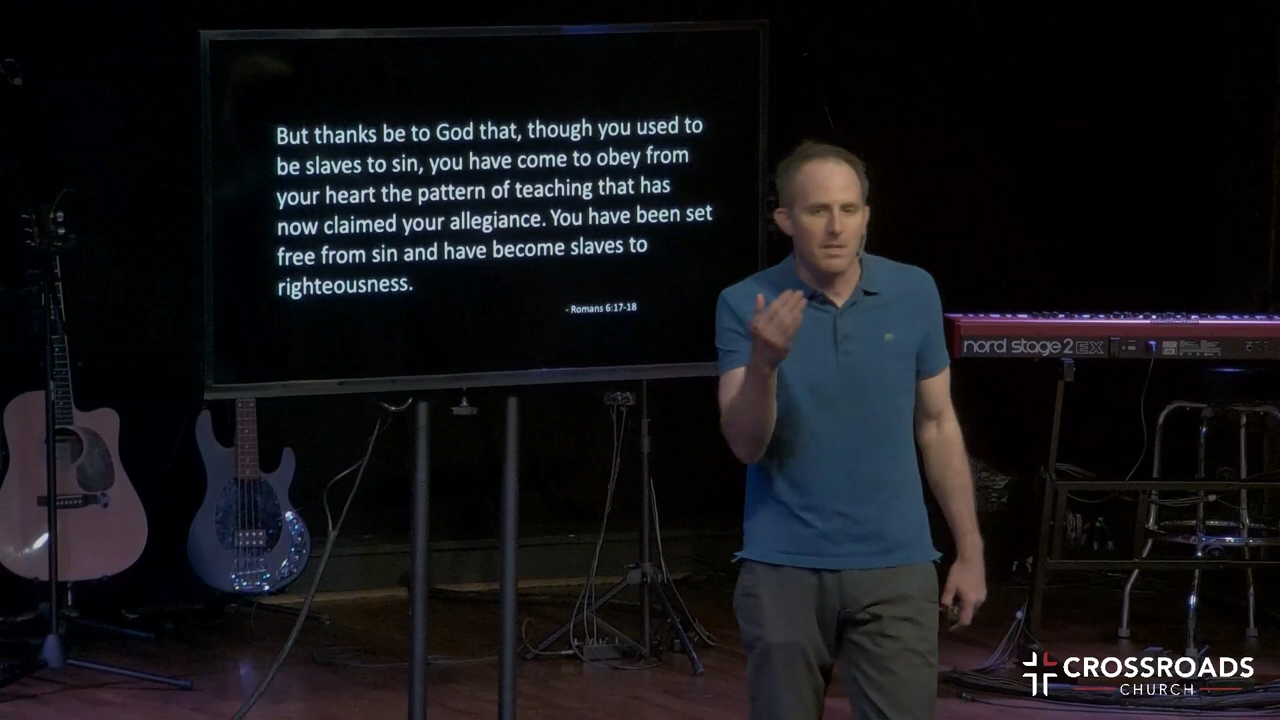 But thanks be to God that, though you used to
be slaves to sin, you have come to obey from
your heart the pattern of teaching that has
now claimed your allegiance. You have been set
free from sin and have become slaves to
righteousness.
- Romans 6:17-18
nord stage 2 EX
CROSSROADS
CHURCH